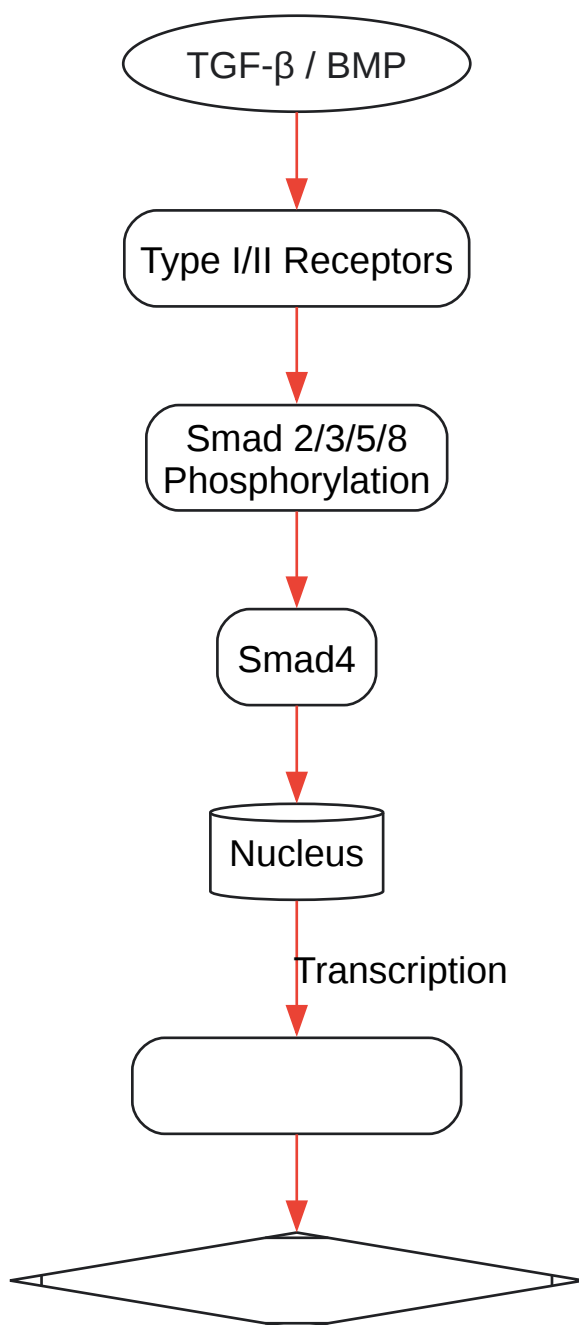 TGF-β / BMP
Type I/II Receptors
Smad 2/3/5/8
Phosphorylation
Smad4
Nucleus
Transcription